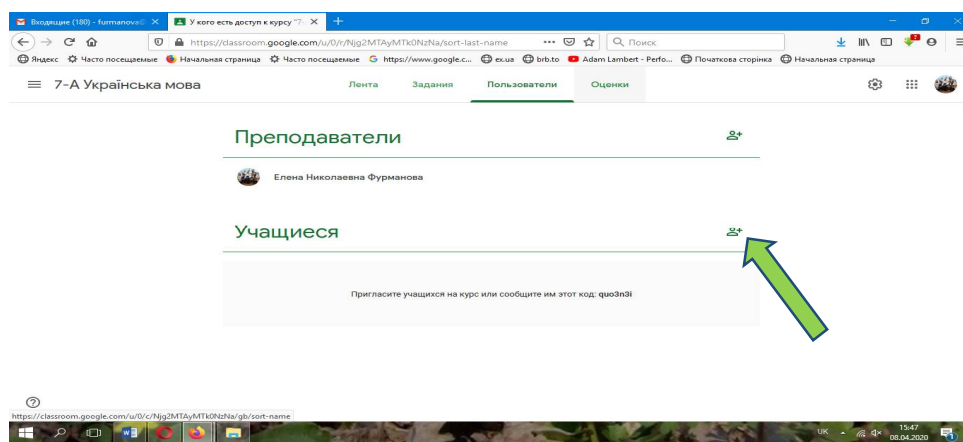 Входящие (180) - furmanova
У кого есть доступ к курсу "7-
https://classroom.google.com/u/0/r/Njg2MTAyMTk0NzNa/sort-last-name
Поиск
Яндекс Часто посещаемые Начальная страница Часто посещаемые https://www.google.c... ex.ua brb.to Adam Lambert - Perfo... Початкова сторінка Начальная страница
7-А Українська мова
Лента Задания Пользователи Оценки
Преподаватели
Елена Николаевна Фурманова
Учащиеся
Пригласите учащихся на курс или сообщите им этот код: quo3n3i
https://classroom.google.com/u/0/c/Njg2MTAyMTk0NzNa/gb/sort-name
UK
15:47
08.04.2020